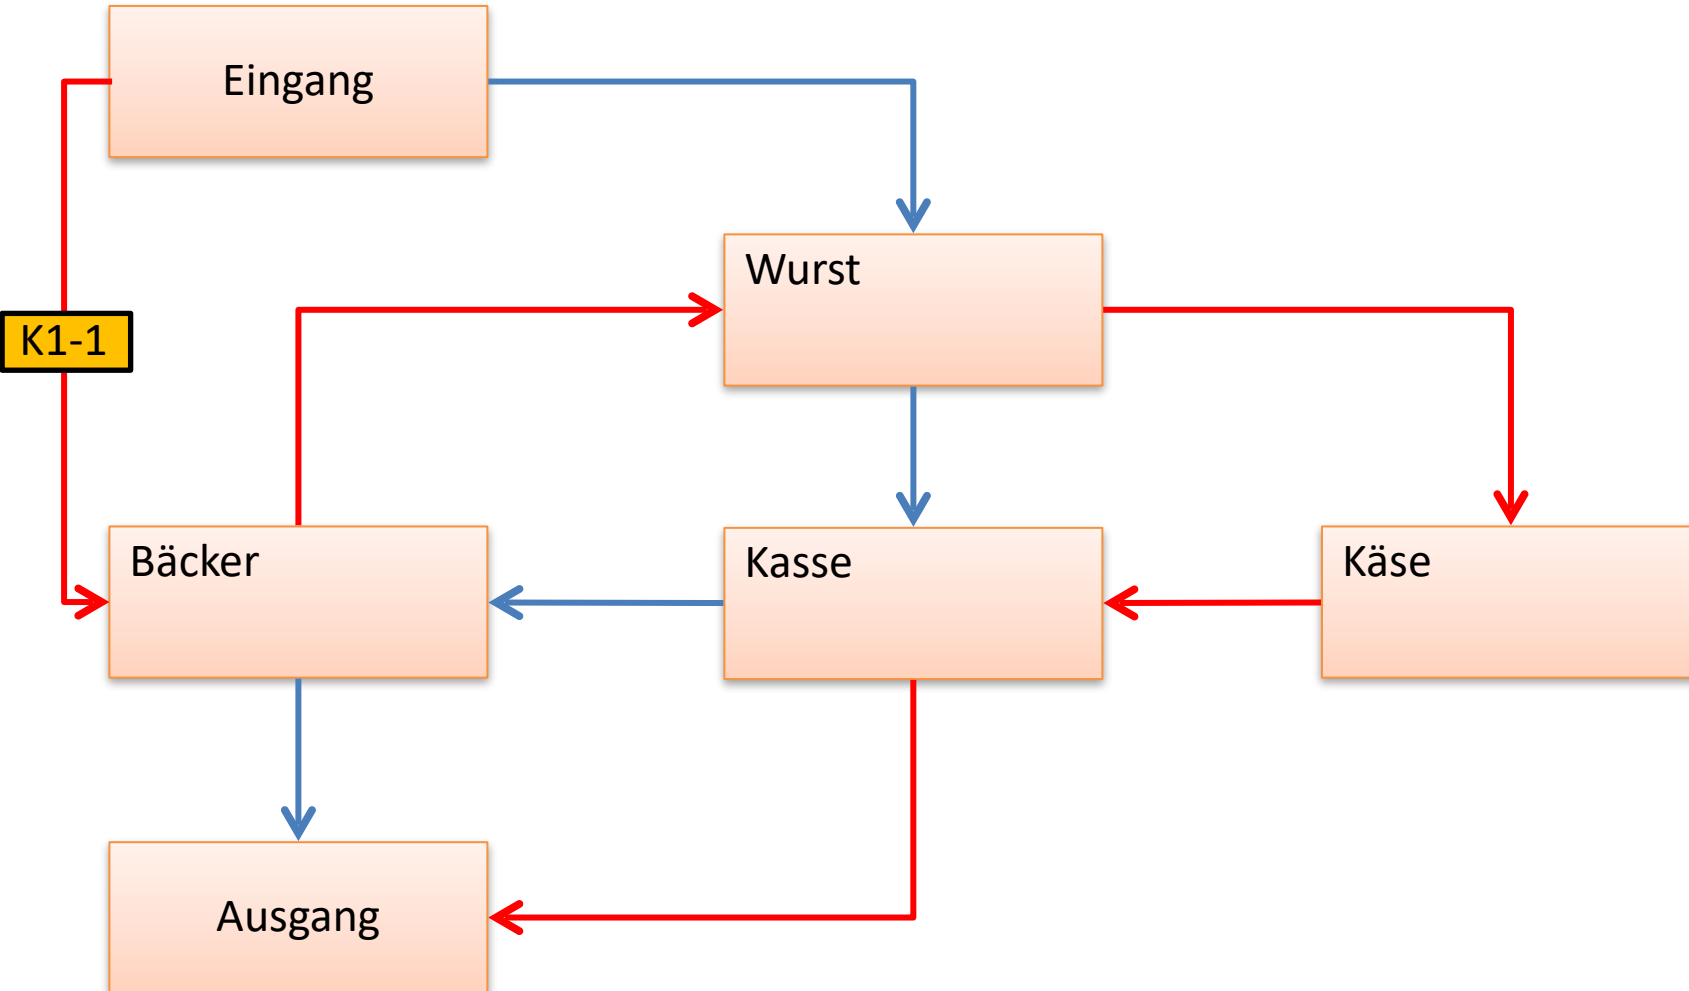 Eingang
Wurst
K1-1
Bäcker
Kasse
Käse
Ausgang